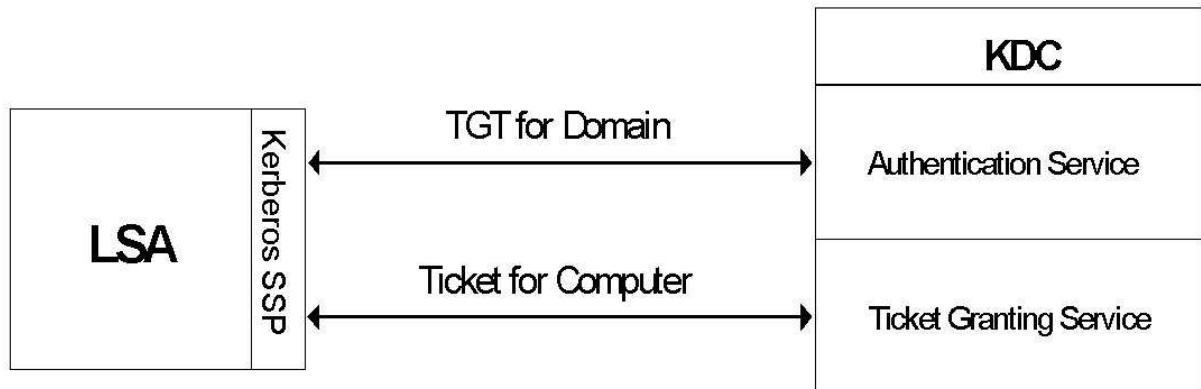 KDC
TGT for Domain
Authentication Service
LSA
Kerberos SSP
Ticket for Computer
Ticket Granting Service